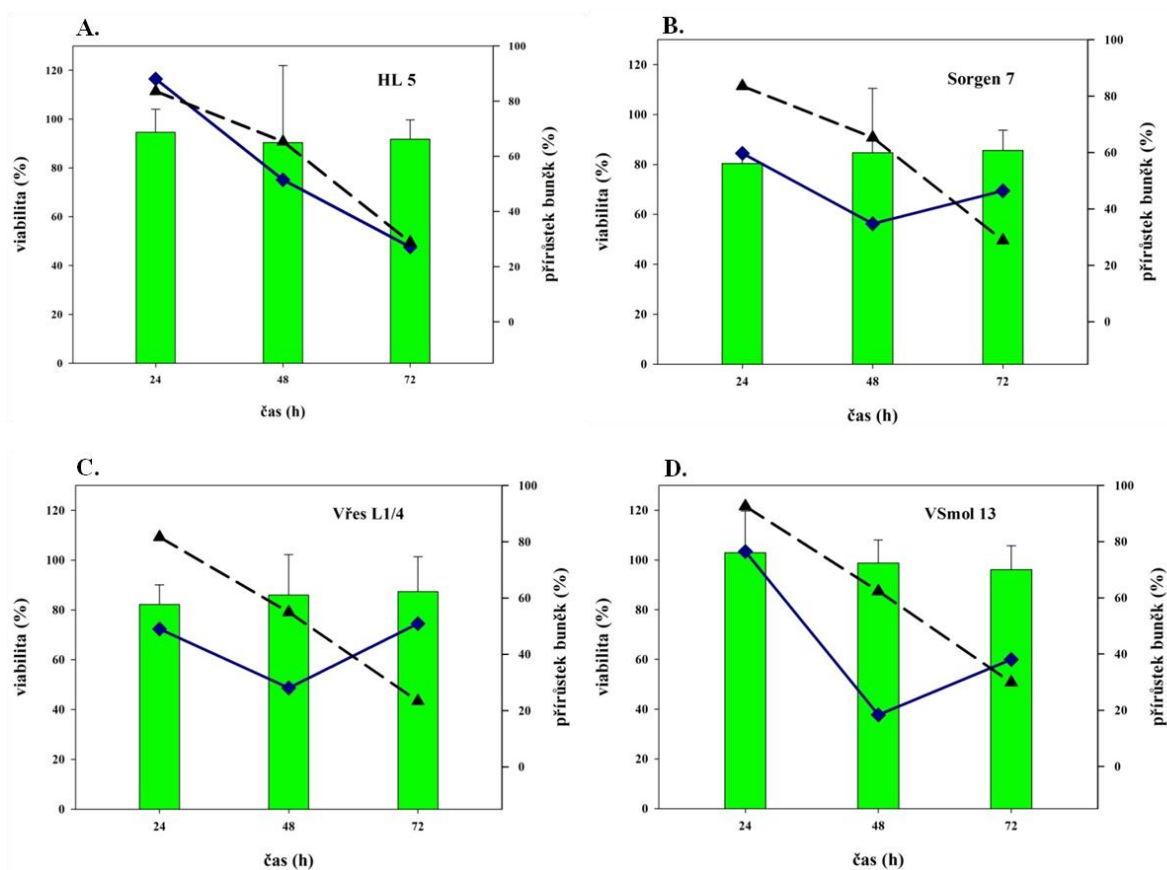 A.
HL 5
viabilita (%)
120
100
80
60
40
20
0
100
80
60
40
20
0
přírůstek buněk (%)
24 48 72
čas (h)
B.
Sorgen 7
viabilita (%)
120
100
80
60
40
20
0
100
80
60
40
20
0
přírůstek buněk (%)
24 48 72
čas (h)
C.
Vřes L1/4
viabilita (%)
120
100
80
60
40
20
0
100
80
60
40
20
0
přírůstek buněk (%)
24 48 72
čas (h)
D.
VSmol 13
viabilita (%)
120
100
80
60
40
20
0
100
80
60
40
20
0
přírůstek buněk (%)
24 48 72
čas (h)